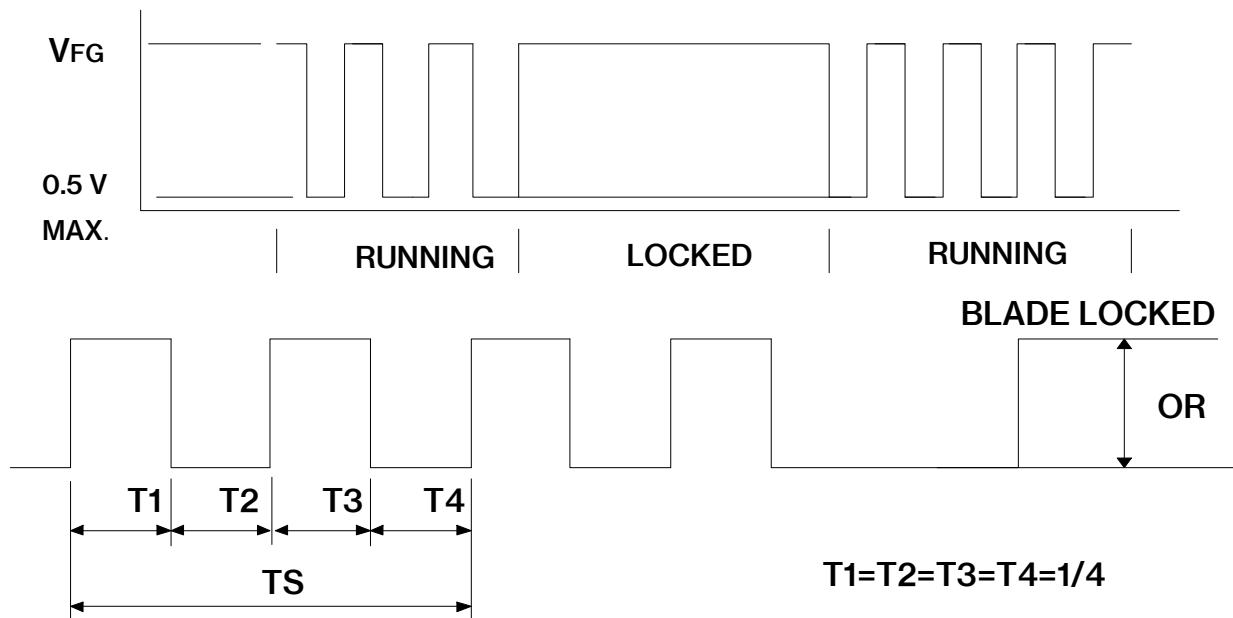 VFG
0.5 V
MAX.
RUNNING
LOCKED
RUNNING
BLADE LOCKED
OR
T1
T2
T3
T4
TS
T1=T2=T3=T4=1/4